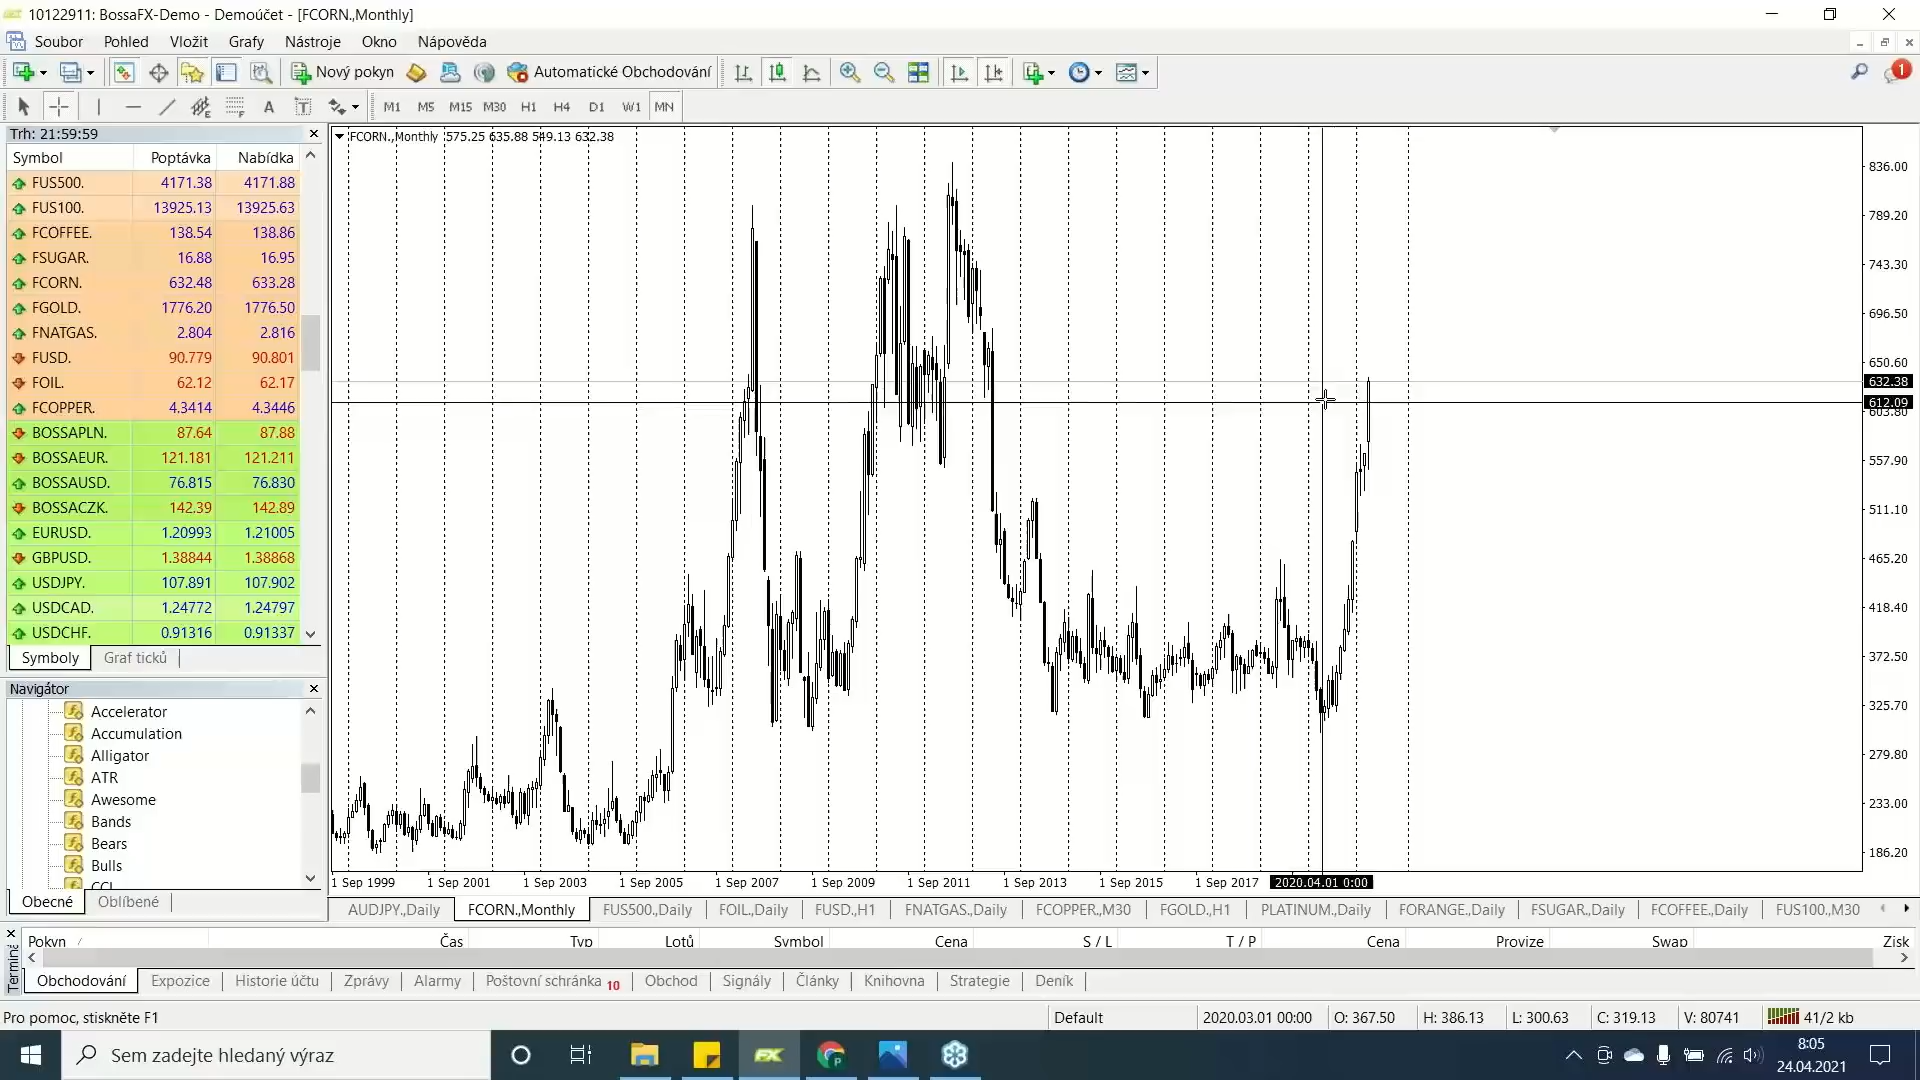 10122911: BossaFX-Demo - Demoúčet - [FCORN.,Monthly]
Soubor Pohled Vložit Grafy Nástroje Okno Nápověda
Nový pokyn Automatické Obchodování 1
A T M1 M5 M15 M30 H1 H4 D1 W1 MN
Trh: 21:59:59
Symbol Poptávka Nabídka
FUS500. 4171.38 4171.88
FUS100. 13925.13 13925.63
FCOFFEE. 138.54 138.86
FSUGAR. 16.88 16.95
FCORN. 632.48 633.28
FGOLD. 1776.20 1776.50
FNATGAS. 2.804 2.816
FUSD. 90.779 90.801
FOIL. 62.12 62.17
FCOPPER. 4.3414 4.3446
BOSSAPLN. 87.64 87.88
BOSSAEUR. 121.181 121.211
BOSSAUSD. 76.815 76.830
BOSSACZK. 142.39 142.89
EURUSD. 1.20993 1.21005
GBPUSD. 1.38844 1.38868
USDJPY. 107.891 107.902
USDCAD. 1.24772 1.24797
USDCHF. 0.91316 0.91337
Symboly Graf ticků
Navigátor
Accelerator
Accumulation
Alligator
ATR
Awesome
Bands
Bears
Bulls
CCI
Obecné Oblíbené
FCORN.,Monthly 575.25 635.88 549.13 632.38
836.00
789.20
743.30
696.50
650.60
632.38
612.09
603.80
557.90
511.10
465.20
418.40
372.50
325.70
279.80
233.00
186.20
1 Sep 1999 1 Sep 2001 1 Sep 2003 1 Sep 2005 1 Sep 2007 1 Sep 2009 1 Sep 2011 1 Sep 2013 1 Sep 2015 1 Sep 2017 2020.04.01 0:00
AUDJPY.,Daily FCORN.,Monthly FUS500.,Daily FOIL.,Daily FUSD.,H1 FNATGAS.,Daily FCOPPER.,M30 FGOLD.,H1 PLATINUM.,Daily FORANGE.,Daily FSUGAR.,Daily FCOFFEE.,Daily FUS100.,M30
Pokyn Čas Typ Lotů Symbol Cena S / L T / P Cena Provize Swap Zisk
Obchodování Expozice Historie účtu Zprávy Alarmy Poštovní schránka 10 Obchod Signály Články Knihovna Strategie Deník
Pro pomoc, stiskněte F1 Default 2020.03.01 00:00 O: 367.50 H: 386.13 L: 300.63 C: 319.13 V: 80741 41/2 kb
Sem zadejte hledaný výraz FX 8:05
24.04.2021